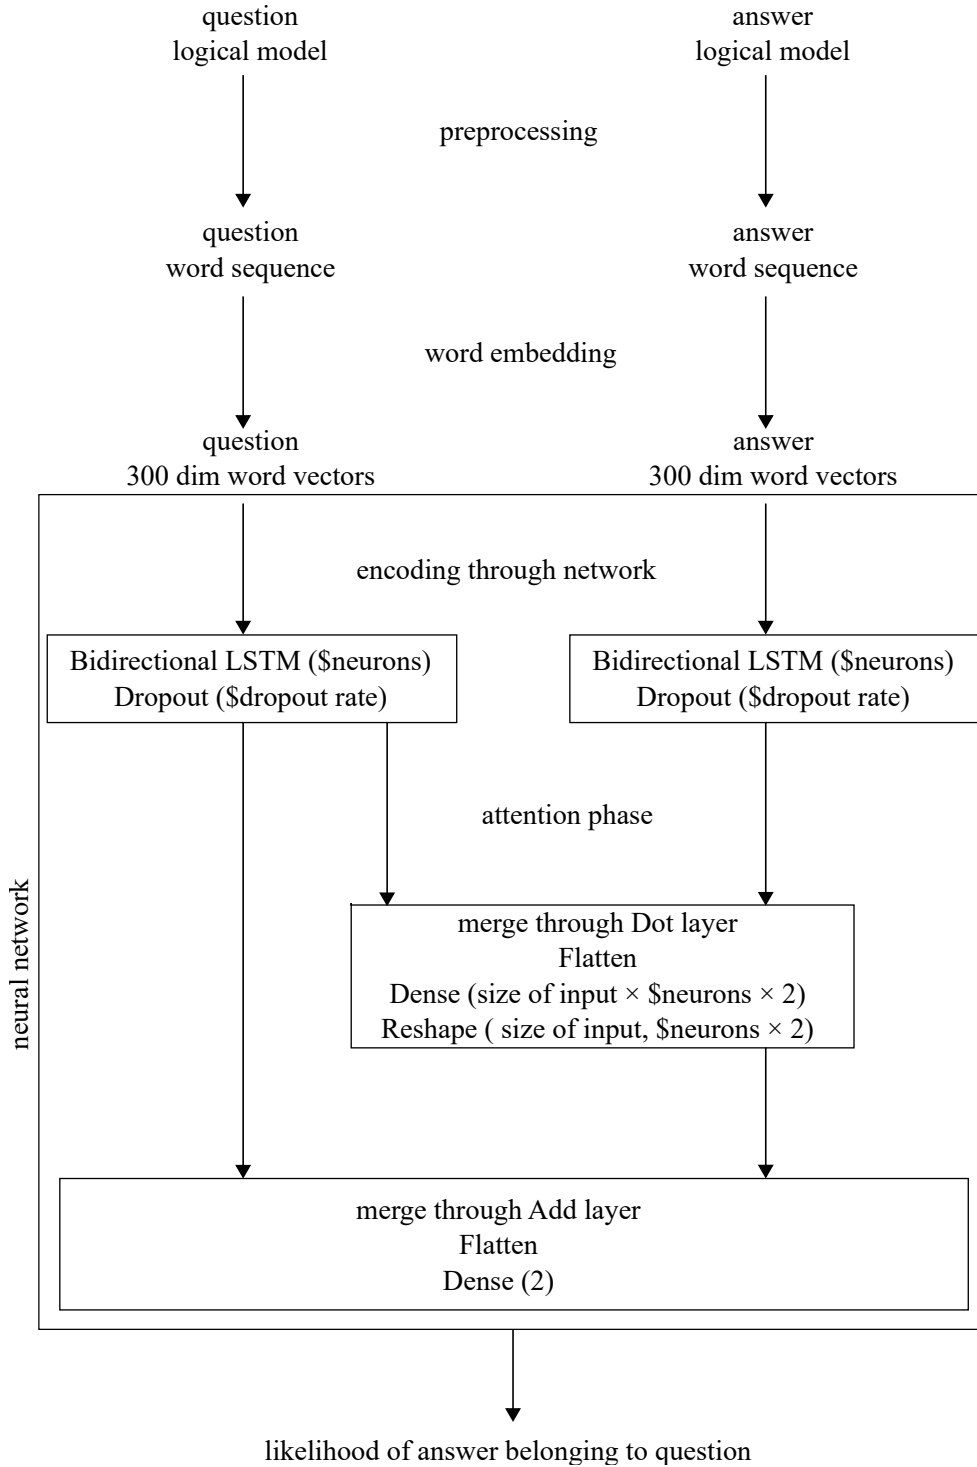 question
logical model
answer
logical model
preprocessing
question
word sequence
answer
word sequence
word embedding
question
300 dim word vectors
answer
300 dim word vectors
encoding through network
Bidirectional LSTM ($neurons)
Dropout ($dropout rate)
Bidirectional LSTM ($neurons)
Dropout ($dropout rate)
attention phase
neural network
merge through Dot layer
Flatten
Dense (size of input × $neurons × 2)
Reshape ( size of input, $neurons × 2)
merge through Add layer
Flatten
Dense (2)
likelihood of answer belonging to question